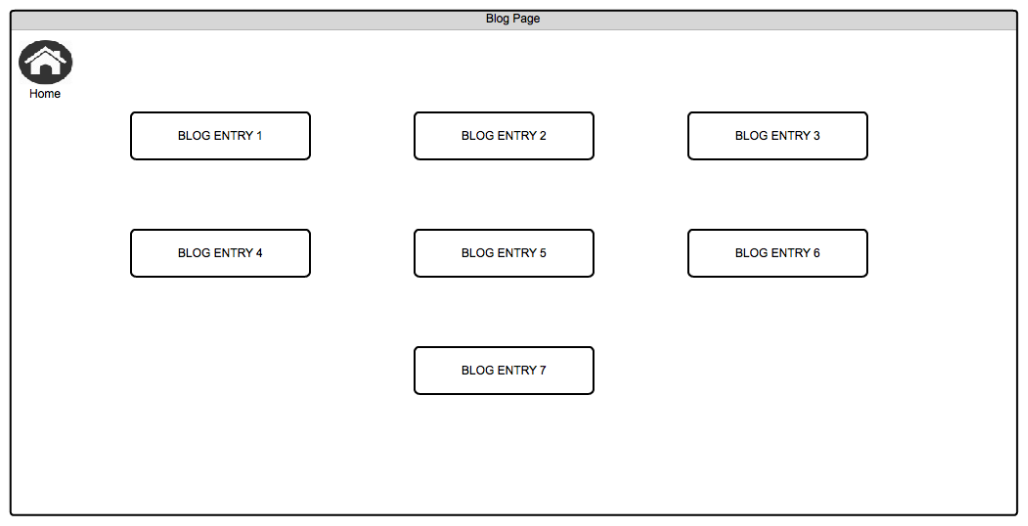 Blog Page
Home
BLOG ENTRY 1
BLOG ENTRY 2
BLOG ENTRY 3
BLOG ENTRY 4
BLOG ENTRY 5
BLOG ENTRY 6
BLOG ENTRY 7